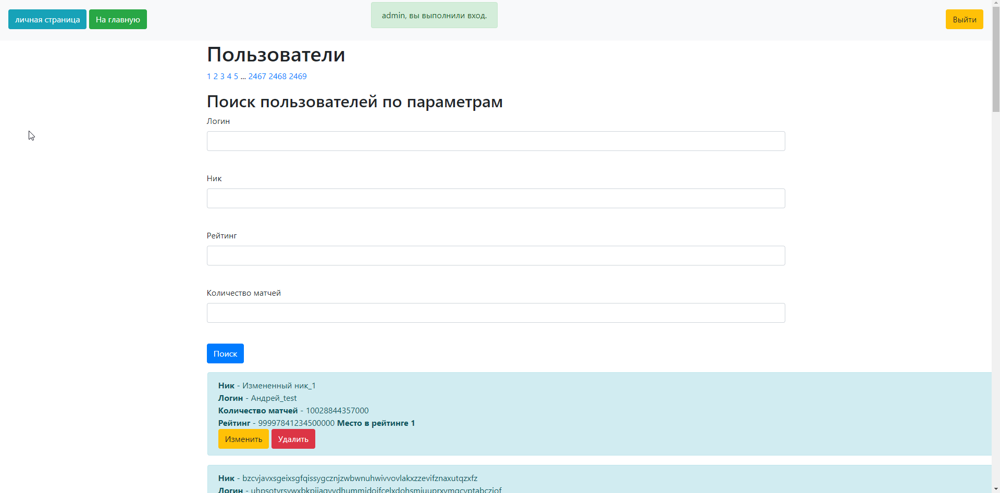 личная страница На главную admin, вы выполнили вход. Выйти
Пользователи
1 2 3 4 5 ... 2467 2468 2469
Поиск пользователей по параметрам
Логин
Ник
Рейтинг
Количество матчей
Поиск
Ник - Измененный ник_1
Логин - Андрей_test
Количество матчей - 10028844357000
Рейтинг - 99997841234500000 Место в рейтинге 1
Изменить Удалить
Ник - bzcvjavxsgeixsgfqissygcznjzwbwnuhwivvovlakxzzevifznaxutqzxfz
Логин -